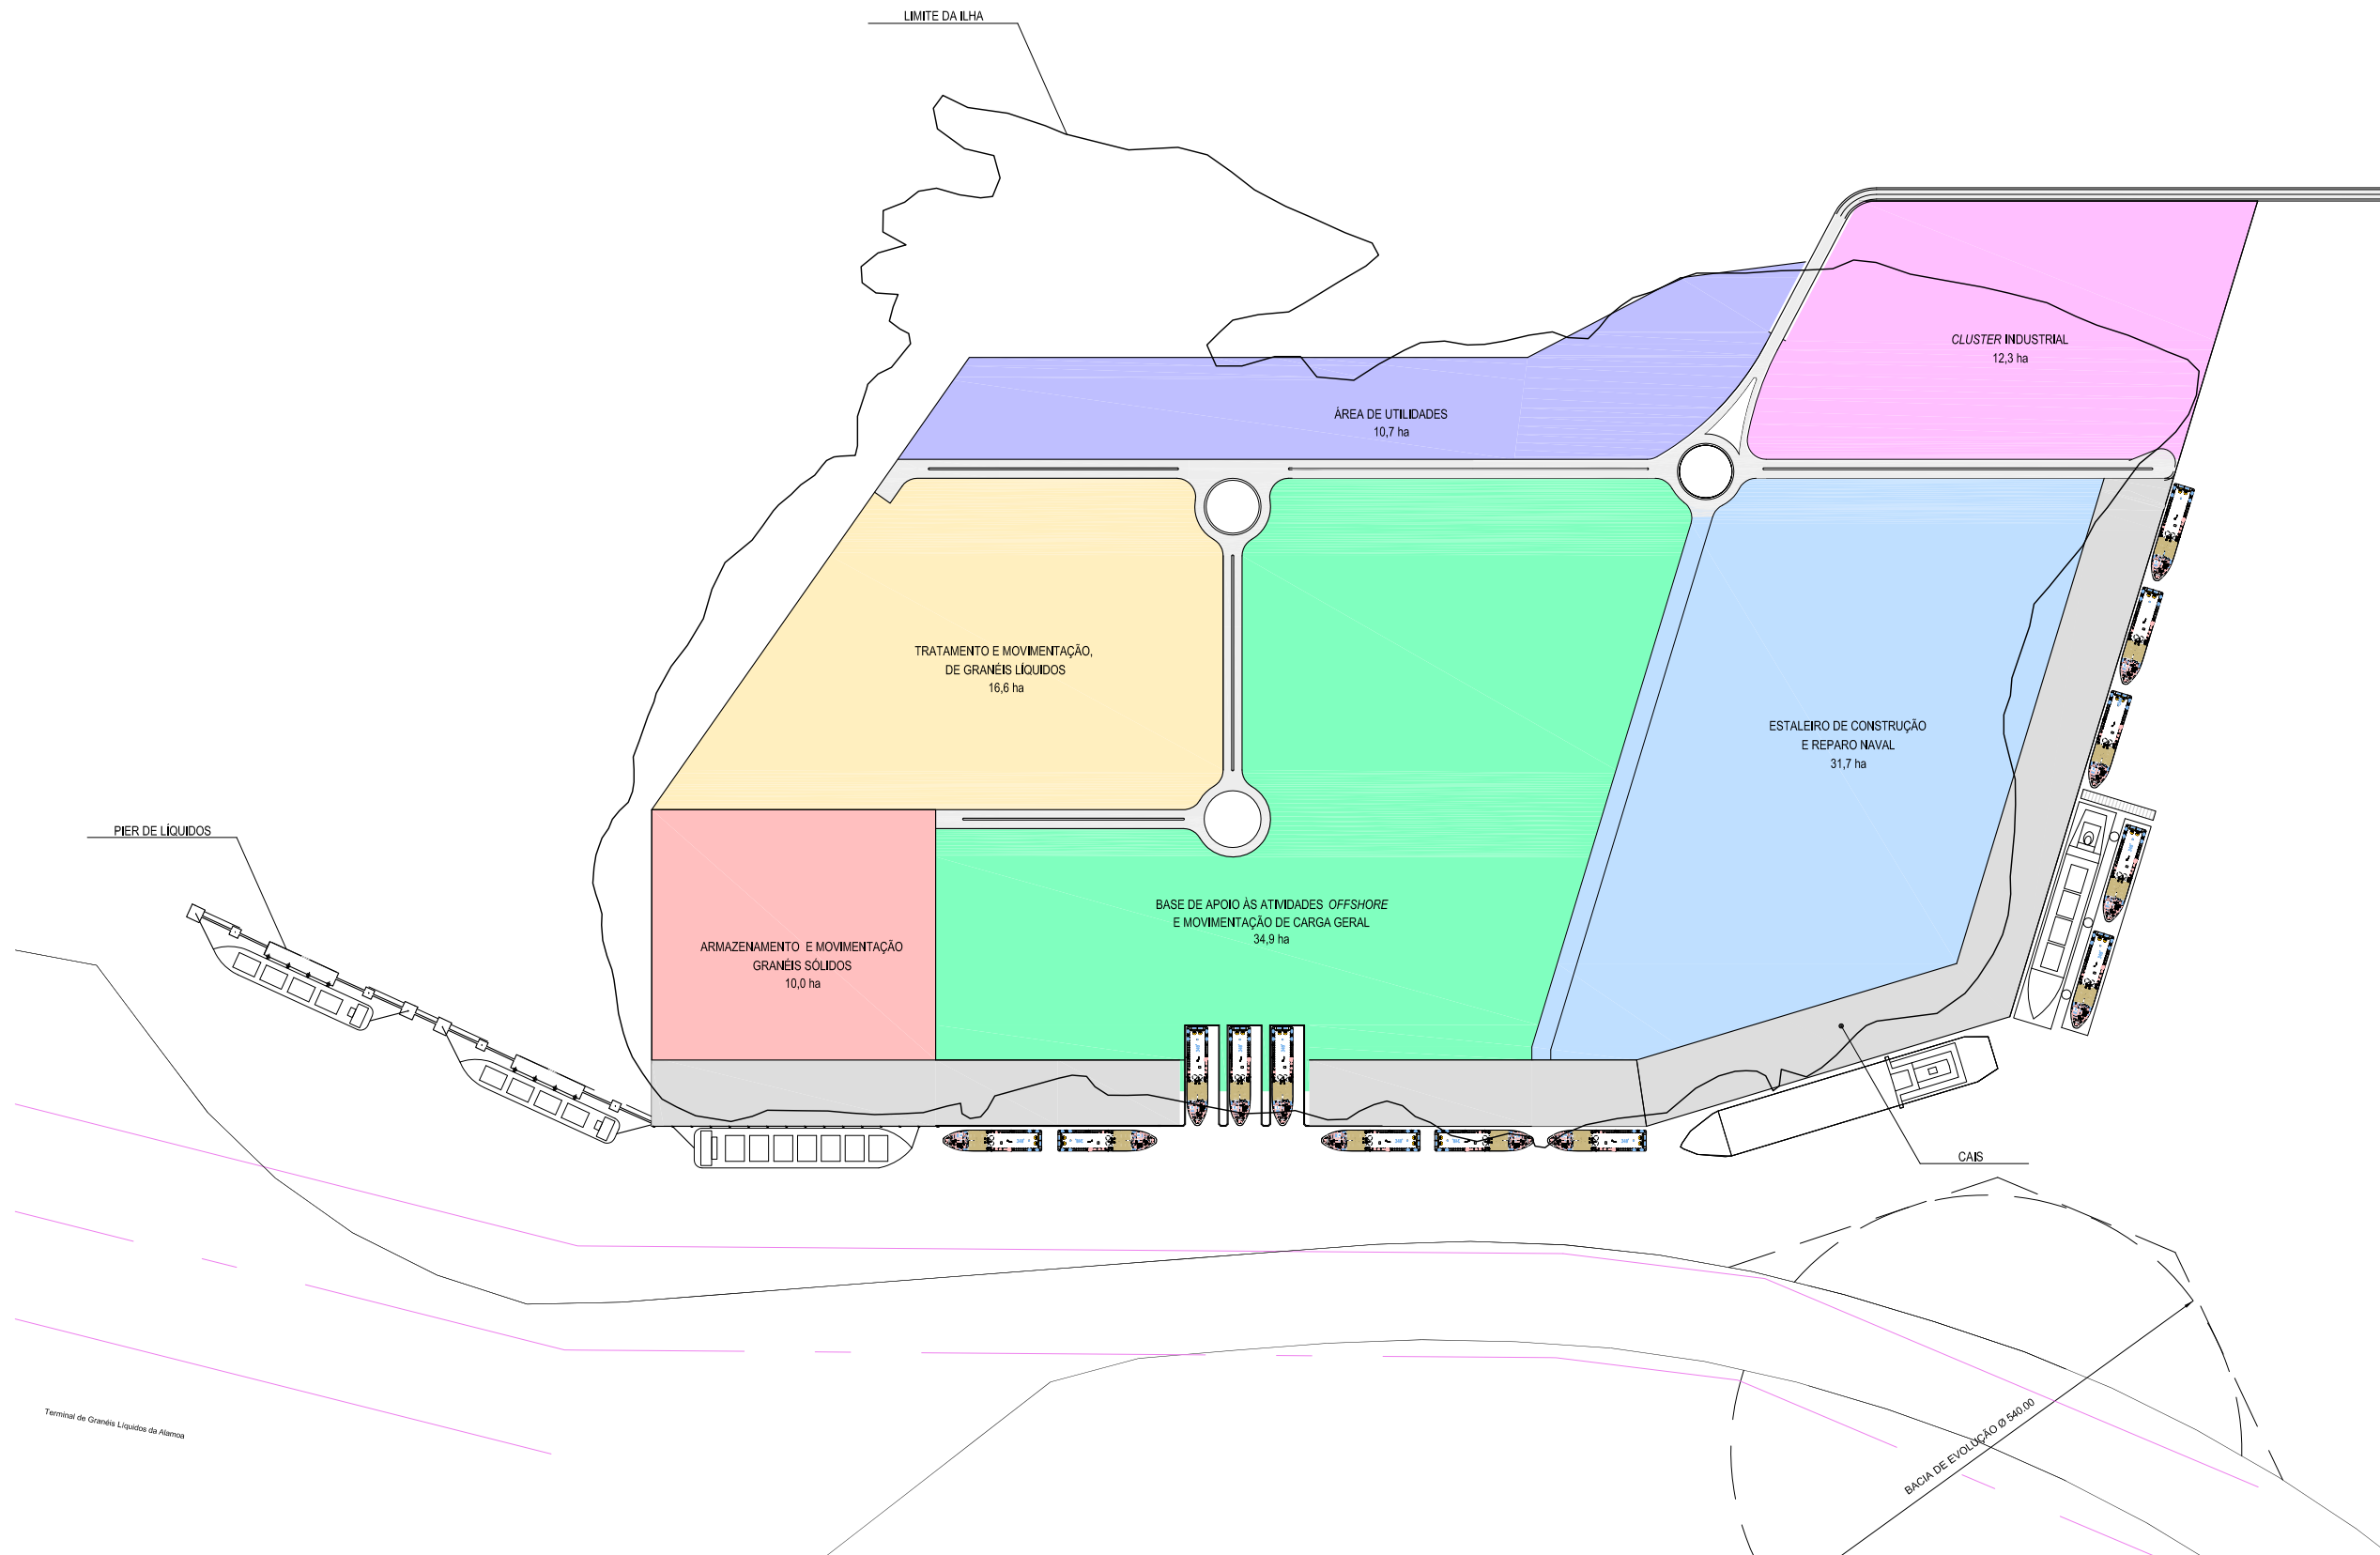 LIMITE DA ILHA
CLUSTER INDUSTRIAL
12,3 ha
ÁREA DE UTILIDADES
10,7 ha
TRATAMENTO E MOVIMENTAÇÃO,
DE GRANÉIS LÍQUIDOS
16,6 ha
ESTALEIRO DE CONSTRUÇÃO
E REPARO NAVAL
31,7 ha
PIER DE LÍQUIDOS
BASE DE APOIO ÀS ATIVIDADES OFFSHORE
E MOVIMENTAÇÃO DE CARGA GERAL
34,9 ha
ARMAZENAMENTO E MOVIMENTAÇÃO
GRANÉIS SÓLIDOS
10,0 ha
CAIS
BACIA DE EVOLUÇÃO Ø 540.00
Terminal de Granéis Líquidos da Alamoa